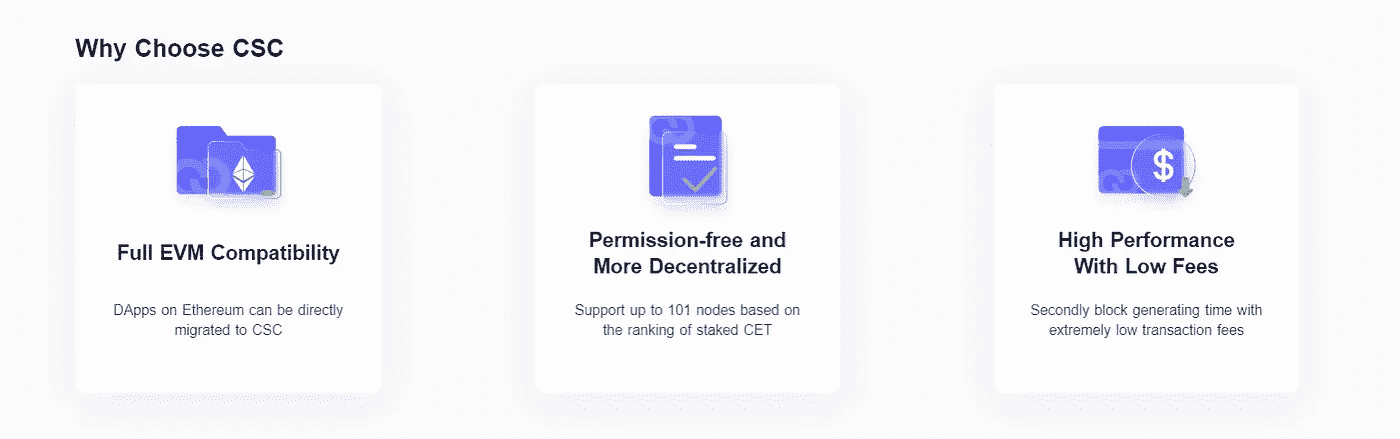 Why Choose CSC
Full EVM Compatibility
DApps on Ethereum can be directly
migrated to CSC
Permission-free and
More Decentralized
Support up to 101 nodes based on
the ranking of staked CET
$
High Performance
With Low Fees
Secondly block generating time with
extremely low transaction fees